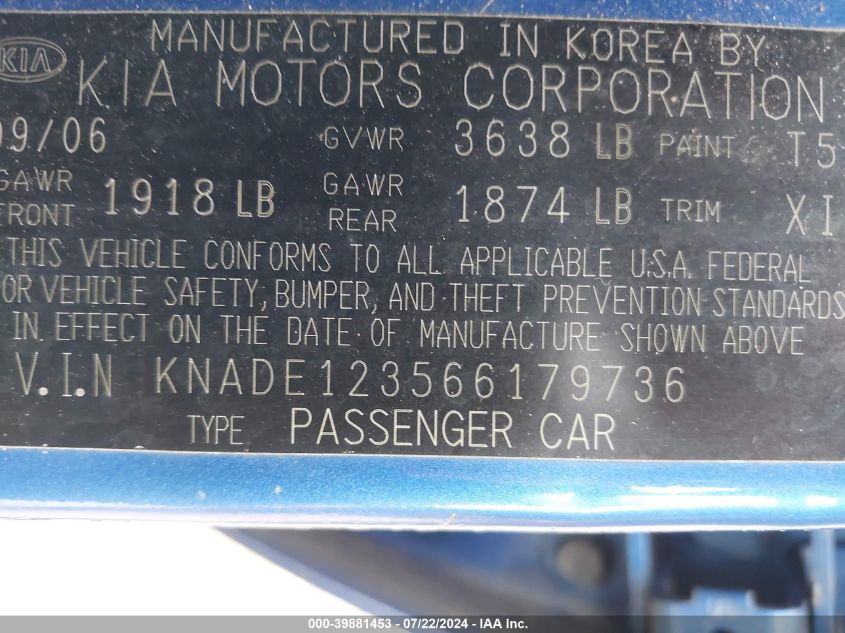 MANUFACTURED IN KOREA BY
KIA KIA MOTORS CORPORATION
09/06 GVWR 3638 LB PAINT T5
GAWR FRONT 1918 LB GAWR REAR 1874 LB TRIM XI
THIS VEHICLE CONFORMS TO ALL APPLICABLE U.S.A. FEDERAL
OR VEHICLE SAFETY, BUMPER, AND THEFT PREVENTION STANDARDS
IN EFFECT ON THE DATE OF MANUFACTURE SHOWN ABOVE
V.I.N KNADE123566179736
TYPE PASSENGER CAR
000-39881453 - 07/22/2024 - IAA Inc.